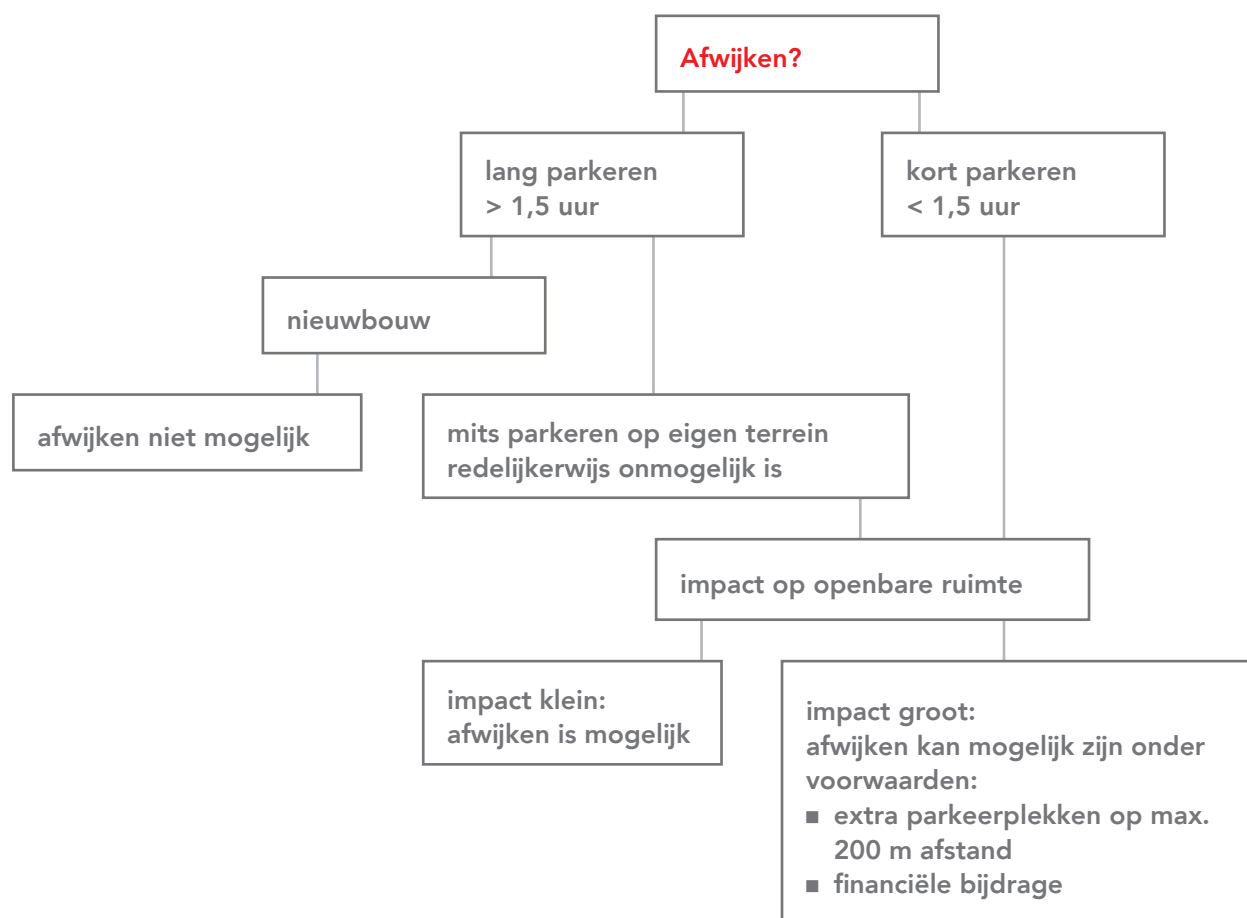 Afwijken?
lang parkeren
> 1,5 uur
kort parkeren
< 1,5 uur
nieuwbouw
afwijken niet mogelijk
mits parkeren op eigen terrein
redelijkerwijs onmogelijk is
impact op openbare ruimte
impact klein:
afwijken is mogelijk
impact groot:
afwijken kan mogelijk zijn onder
voorwaarden:
■ extra parkeerplekken op max.
200 m afstand
■ financiële bijdrage